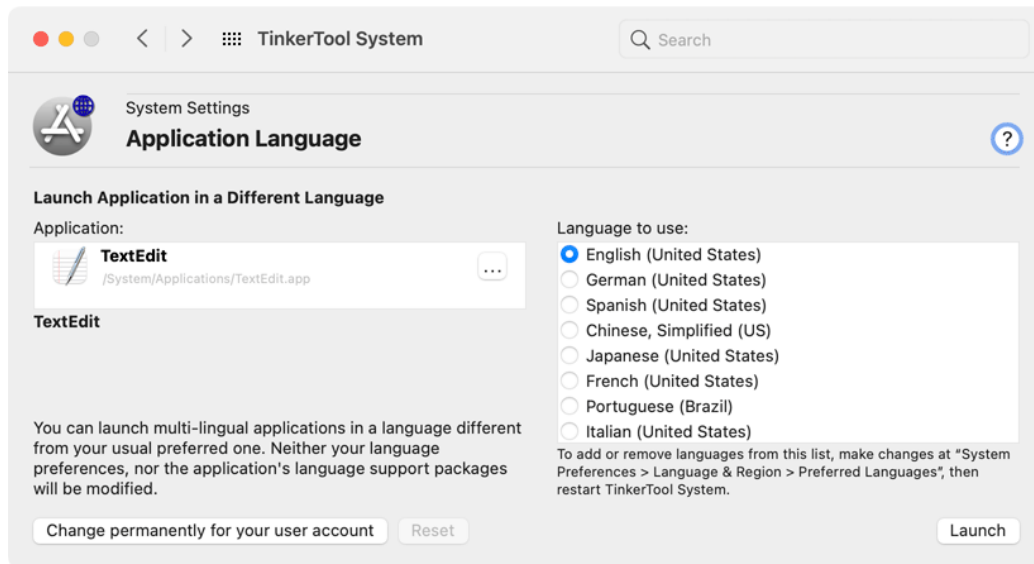 TinkerTool System
Search
System Settings
Application Language
?
Launch Application in a Different Language
Application:
TextEdit
/System/Applications/TextEdit.app
...
TextEdit
You can launch multi-lingual applications in a language different
from your usual preferred one. Neither your language
preferences, nor the application's language support packages
will be modified.
Change permanently for your user account
Reset
Language to use:
English (United States)
German (United States)
Spanish (United States)
Chinese, Simplified (US)
Japanese (United States)
French (United States)
Portuguese (Brazil)
Italian (United States)
To add or remove languages from this list, make changes at “System
Preferences > Language & Region > Preferred Languages”, then
restart TinkerTool System.
Launch